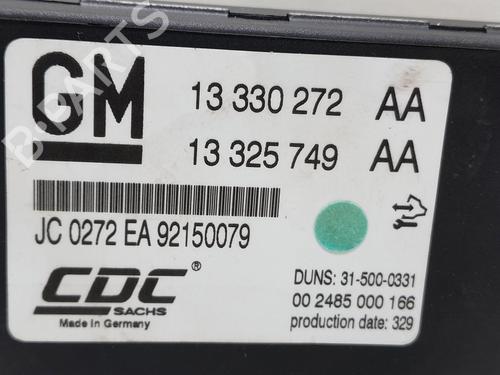 GM
13 330 272 AA
13 325 749 AA
JC 0272 EA 92150079
CDC®
SACHS
Made in Germany
DUNS: 31-500-0331
00 2485 000 166
production date: 329
B-PARTS